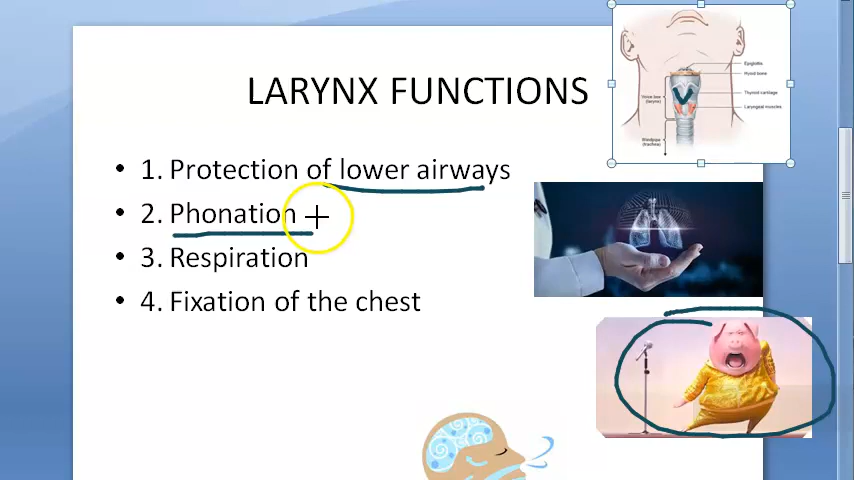 LARYNX FUNCTIONS
• 1. Protection of lower airways
• 2. Phonation
• 3. Respiration
• 4. Fixation of the chest
Epiglottis
Hyoid bone
Thyroid cartilage
Laryngeal muscles
Voice box
(larynx)
Windpipe
(trachea)